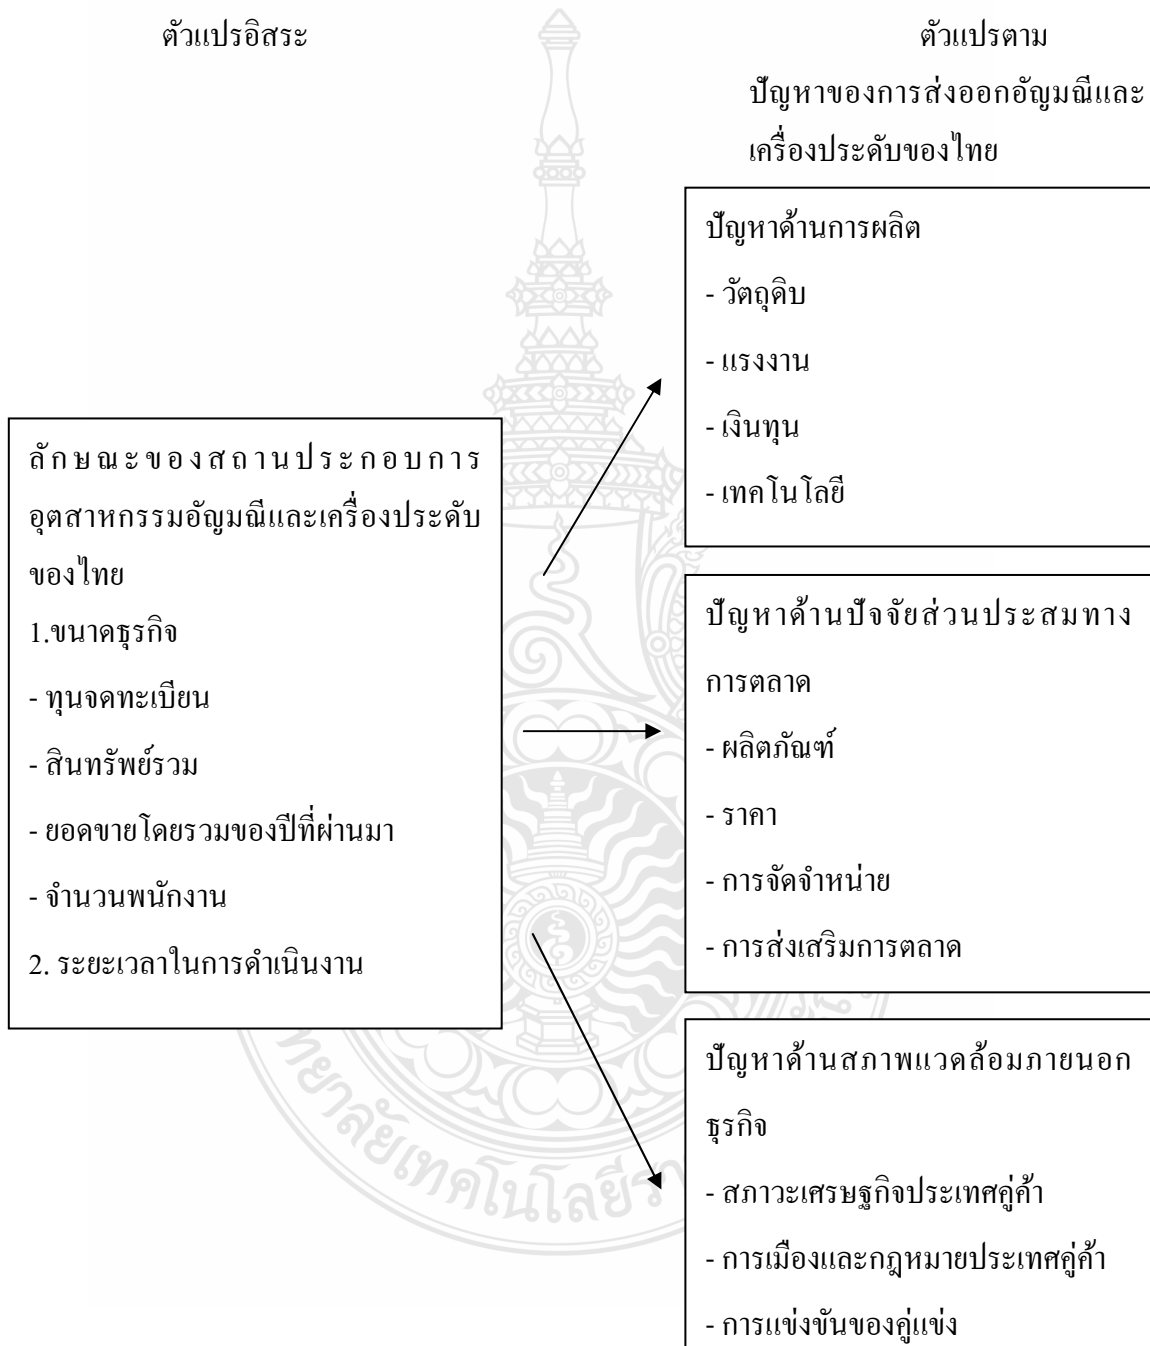 ตัวแปรอิสระ
ตัวแปรตาม
ปัญหาของการส่งออกอัญมณีและ
เครื่องประดับของไทย
ลักษณะของสถานประกอบการ
อุตสาหกรรมอัญมณีและเครื่องประดับ
ของไทย
1.ขนาดธุรกิจ
- ทุนจดทะเบียน
- สินทรัพย์รวม
- ยอดขายโดยรวมของปีที่ผ่านมา
- จำนวนพนักงาน
2. ระยะเวลาในการดำเนินงาน
ปัญหาด้านการผลิต
- วัตถุดิบ
- แรงงาน
- เงินทุน
- เทคโนโลยี
ปัญหาด้านปัจจัยส่วนประสมทาง
การตลาด
- ผลิตภัณฑ์
- ราคา
- การจัดจำหน่าย
- การส่งเสริมการตลาด
ปัญหาด้านสภาพแวดล้อมภายนอก
ธุรกิจ
- สภาวะเศรษฐกิจประเทศคู่ค้า
- การเมืองและกฎหมายประเทศคู่ค้า
- การแข่งขันของคู่แข่ง